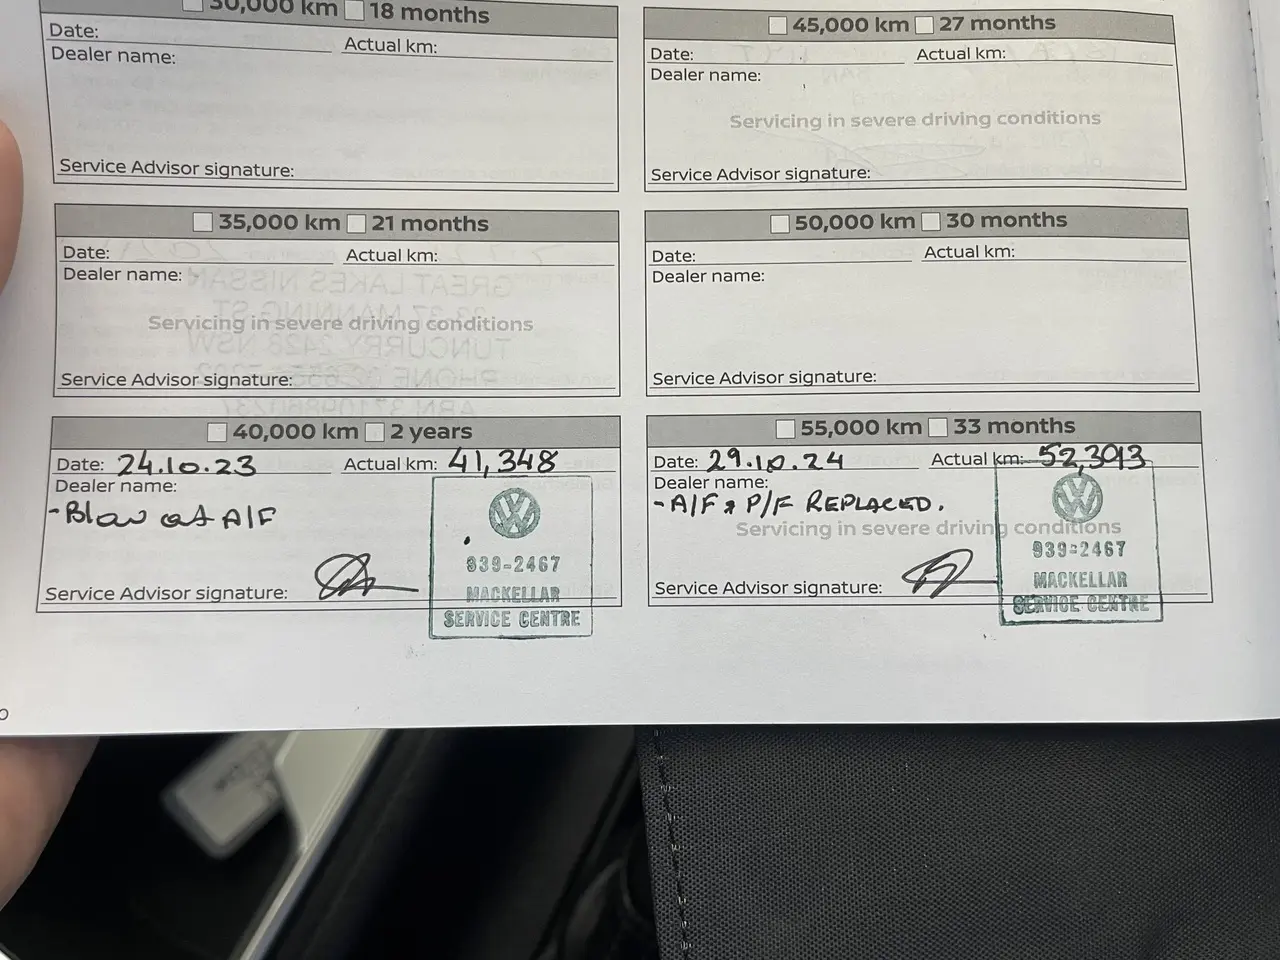 30,000 km 18 months
Date:
Actual km:
Dealer name:
Service Advisor signature:
45,000 km 27 months
Date:
Actual km:
Dealer name:
Servicing in severe driving conditions
Service Advisor signature:
35,000 km 21 months
Date:
Actual km:
Dealer name:
Servicing in severe driving conditions
Service Advisor signature:
50,000 km 30 months
Date:
Actual km:
Dealer name:
Service Advisor signature:
40,000 km 2 years
Date: 24.10.23 Actual km: 41,348
Dealer name:
-Blow out A/F
939-2467
MACKELLAR
SERVICE CENTRE
Service Advisor signature:
55,000 km 33 months
Date: 29.10.24 Actual km: 52,393
Dealer name:
-A/F & P/F REPLACED.
Servicing in severe driving conditions
939-2467
MACKELLAR
SERVICE CENTRE
Service Advisor signature: